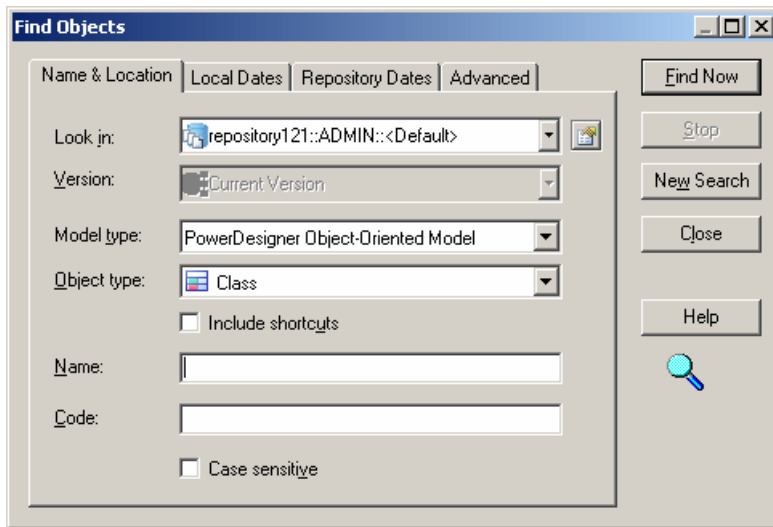 Find Objects
Name & Location
Local Dates
Repository Dates
Advanced
Find Now
Look in:
repository121::ADMIN::<Default>
Stop
Version:
Current Version
New Search
Model type:
PowerDesigner Object-Oriented Model
Close
Object type:
Class
Include shortcuts
Help
Name:
Code:
Case sensitive